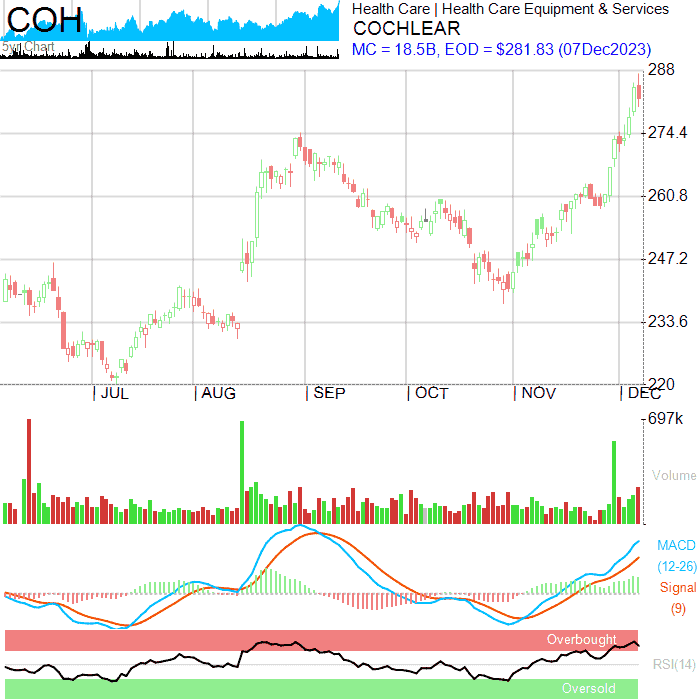 COH
5yr Chart
Health Care | Health Care Equipment & Services
COCHLEAR
MC = 18.5B, EOD = $281.83 (07Dec2023)
288
274.4
260.8
247.2
233.6
220
| JUL | AUG | SEP | OCT | NOV | DEC
697k
Volume
MACD
(12-26)
Signal
(9)
Overbought
RSI(14)
Oversold